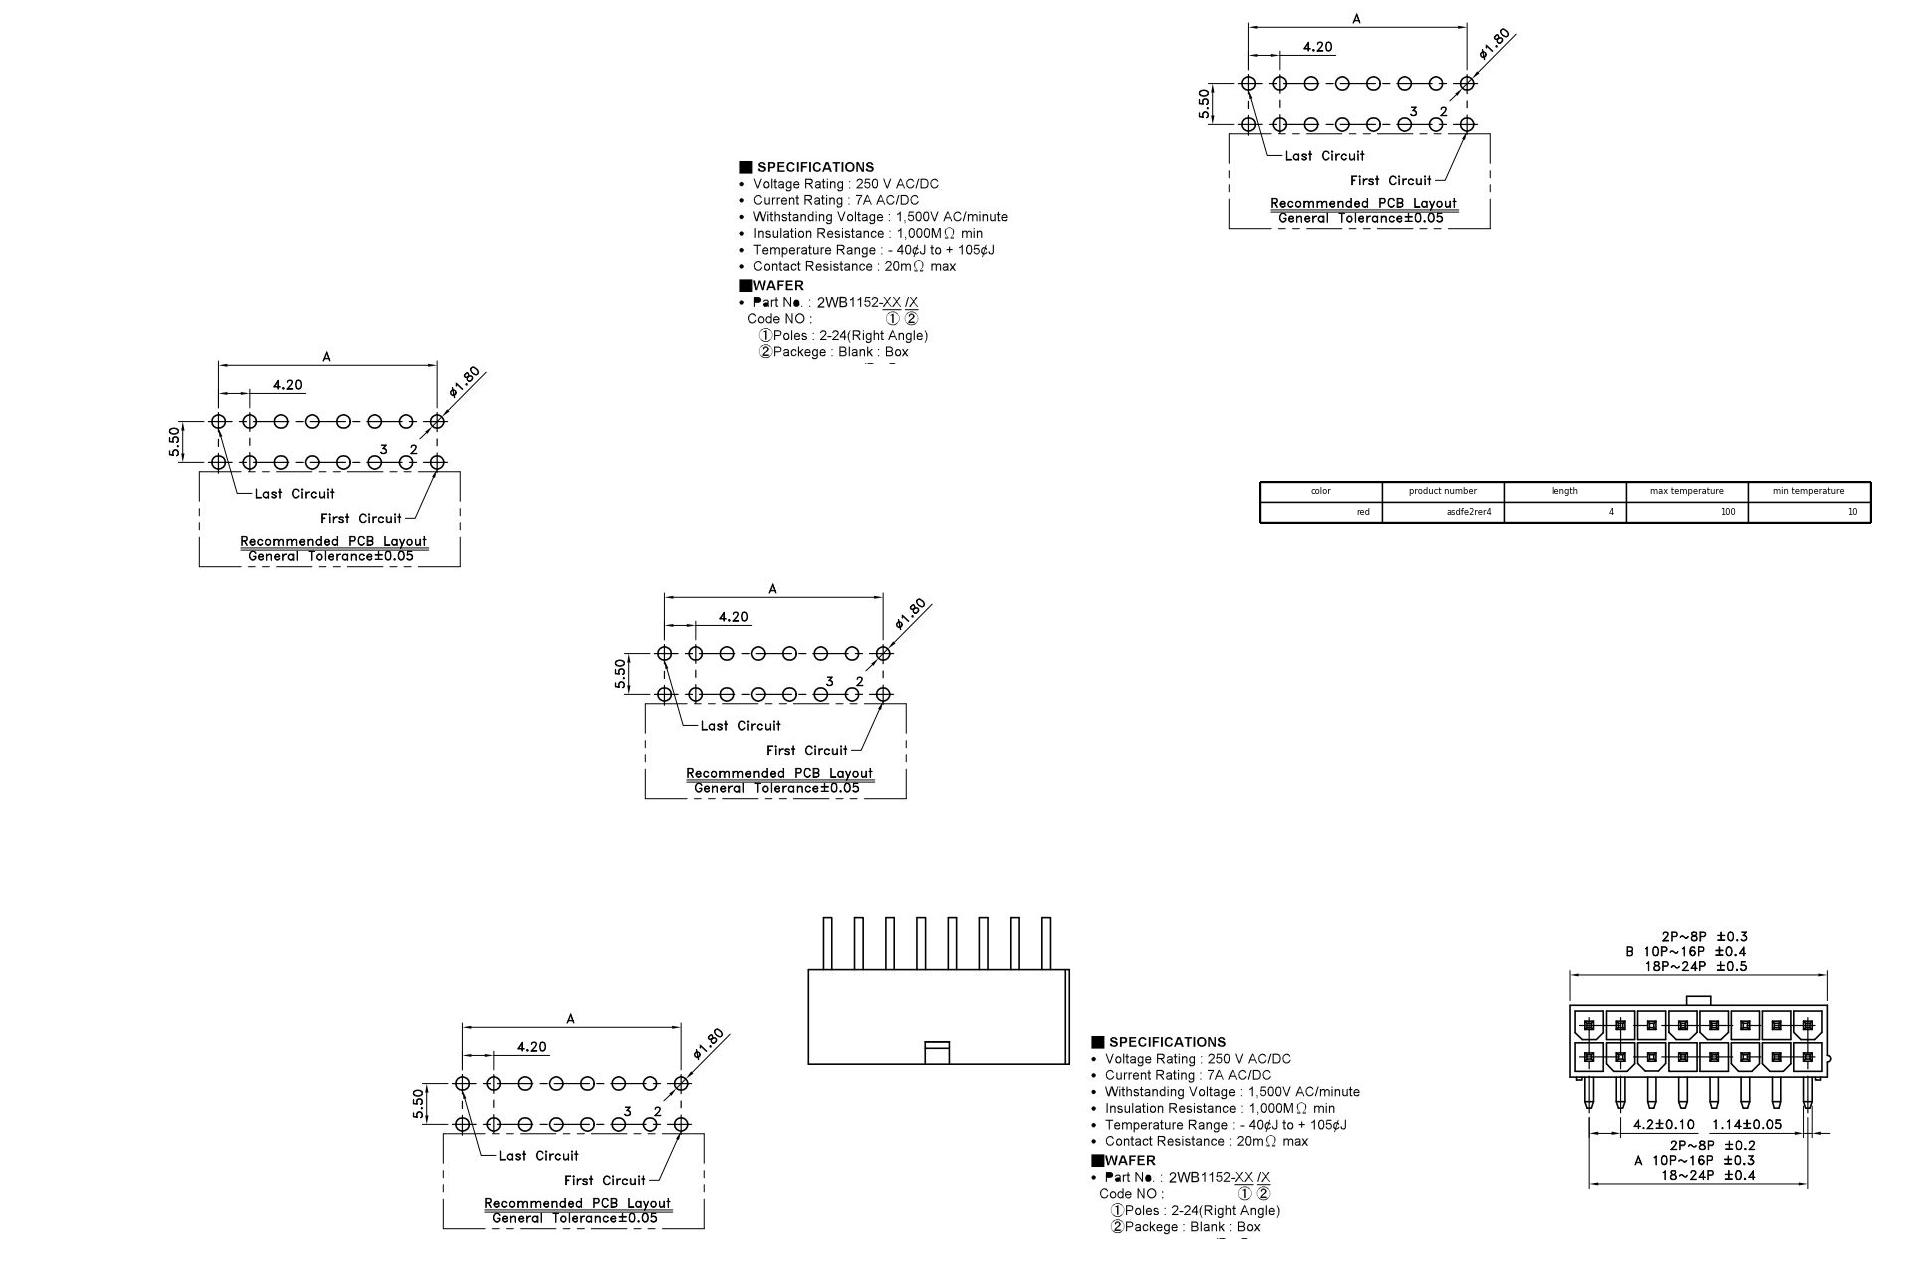 A
4.20
ø1.80
5.50
3 2
Last Circuit
First Circuit
Recommended PCB Layout
General Tolerance±0.05
■ SPECIFICATIONS
• Voltage Rating : 250 V AC/DC
• Current Rating : 7A AC/DC
• Withstanding Voltage : 1,500V AC/minute
• Insulation Resistance : 1,000MΩ min
• Temperature Range : - 40¢J to + 105¢J
• Contact Resistance : 20mΩ max
■WAFER
• Part No. : 2WB1152-XX /X
Code NO : ① ②
①Poles : 2-24(Right Angle)
②Packege : Blank : Box
A
4.20
ø1.80
5.50
3 2
Last Circuit
First Circuit
Recommended PCB Layout
General Tolerance±0.05
color product number length max temperature min temperature
red asdfe2rer4 4 100 10
A
4.20
ø1.80
5.50
3 2
Last Circuit
First Circuit
Recommended PCB Layout
General Tolerance±0.05
A
4.20
ø1.80
5.50
3 2
Last Circuit
First Circuit
Recommended PCB Layout
General Tolerance±0.05
■ SPECIFICATIONS
• Voltage Rating : 250 V AC/DC
• Current Rating : 7A AC/DC
• Withstanding Voltage : 1,500V AC/minute
• Insulation Resistance : 1,000MΩ min
• Temperature Range : - 40¢J to + 105¢J
• Contact Resistance : 20mΩ max
■WAFER
• Part No. : 2WB1152-XX /X
Code NO : ① ②
①Poles : 2-24(Right Angle)
②Packege : Blank : Box
2P~8P ±0.3
B 10P~16P ±0.4
18P~24P ±0.5
4.2±0.10 1.14±0.05
2P~8P ±0.2
A 10P~16P ±0.3
18~24P ±0.4